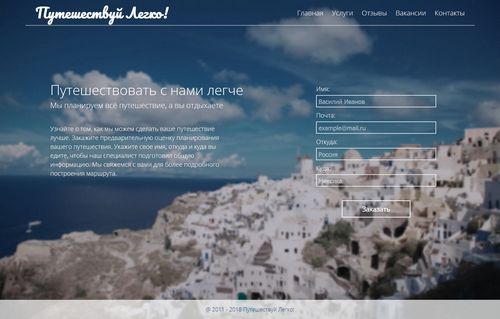 Путешествуй Легко!
Главная Услуги Отзывы Вакансии Контакты
Путешествовать с нами легче
Мы планируем всё путешествие, а вы отдыхаете
Узнайте о том, как мы можем сделать ваше путешествие
лучше. Закажите предварительную оценку планирования
вашего путешествия. Укажите свое имя, откуда и куда вы
едите, чтобы наш специалист подготовил общую
информацию. Мы свяжемся с вами для более подробного
построения маршрута.
Имя:
Василий Иванов
Почта:
example@mail.ru
Откуда:
Россия
Куда:
Мексика
Заказать
@ 2011 - 2018 Путешествуй Легко!